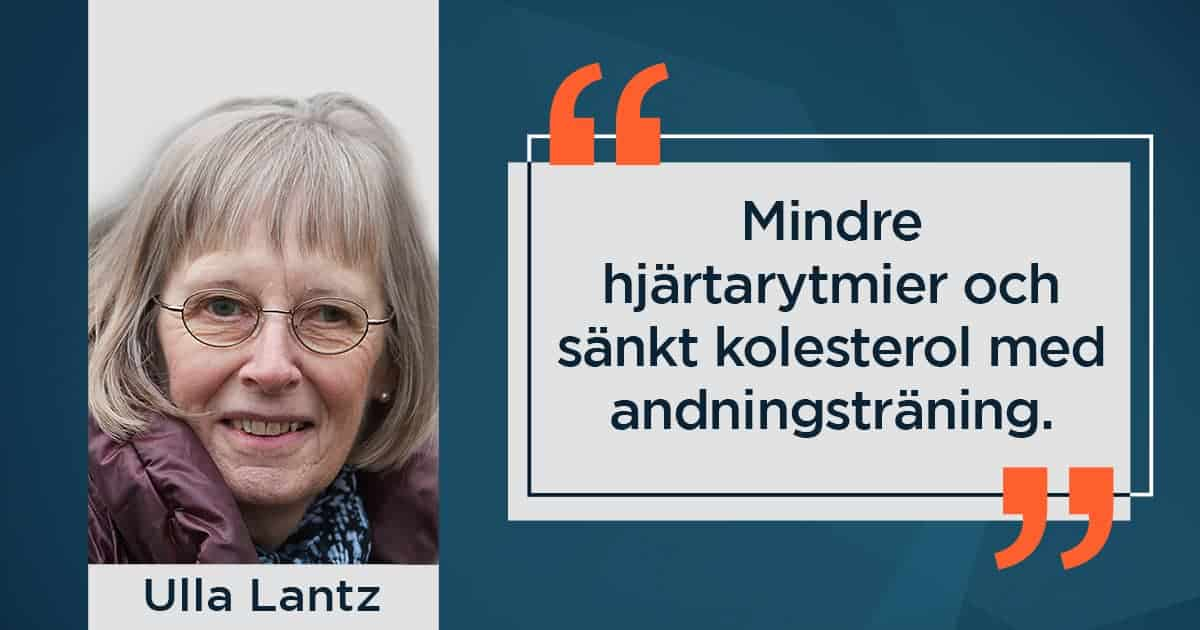 Mindre
hjärtarytmier och
sänkt kolesterol med
andningsträning.
Ulla Lantz